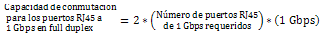 Capacidad de conmutación
para los puertos RJ45 a
1 Gbps en full duplex = 2 * (Número de puertos RJ45 de 1 Gbps requeridos) * (1 Gbps)